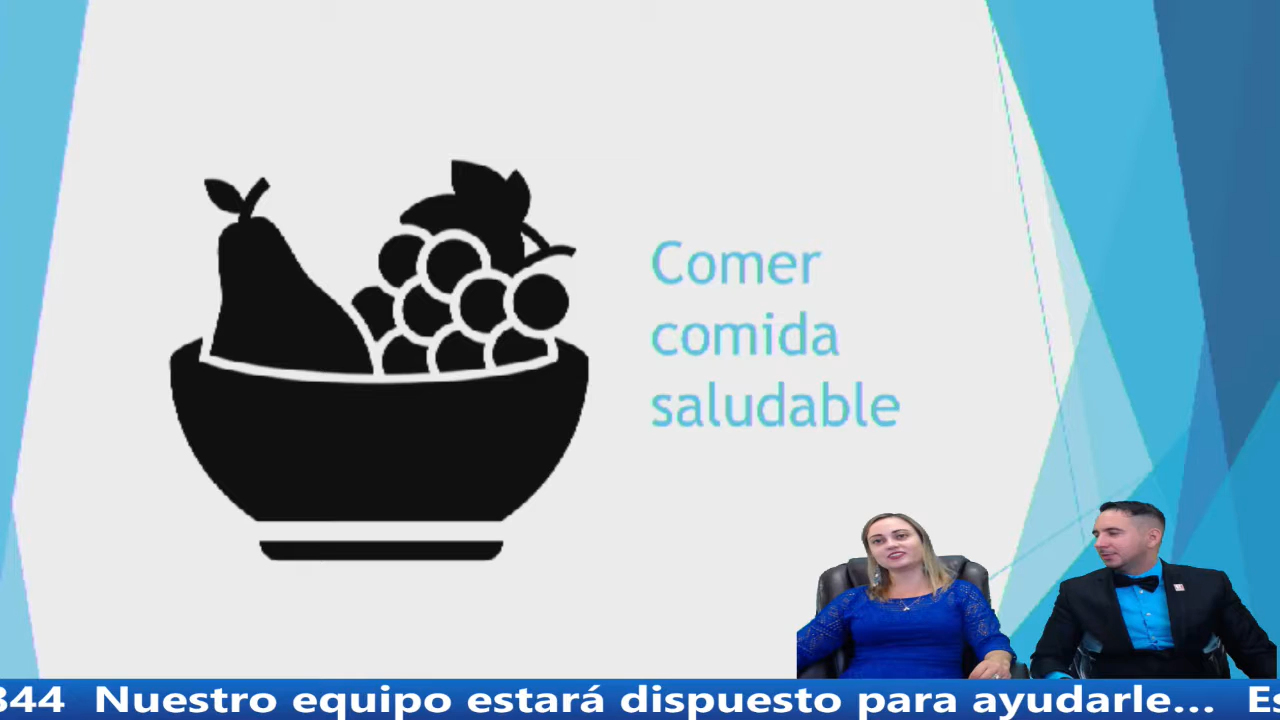 Comer
comida
saludable
344 Nuestro equipo estará dispuesto para ayudarle... Es